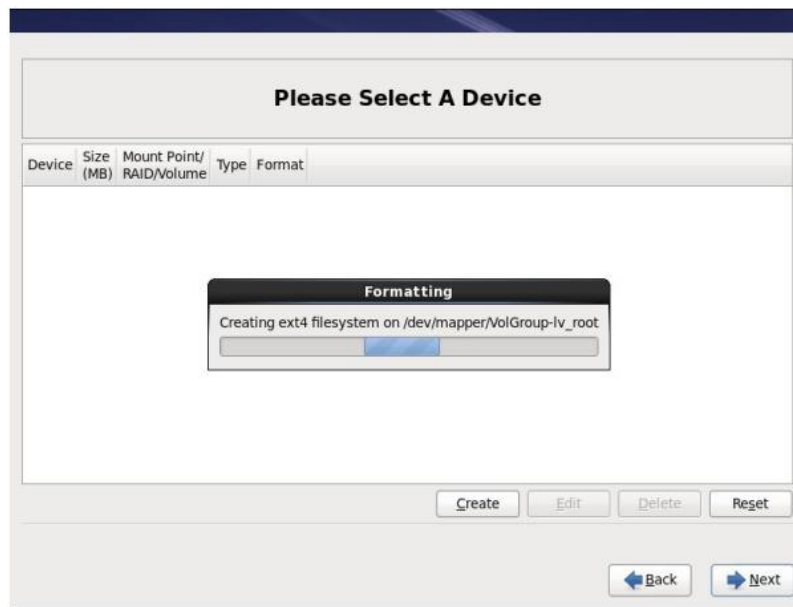 Please Select A Device
Device Size (MB) Mount Point/ RAID/Volume Type Format
Formatting
Creating ext4 filesystem on /dev/mapper/VolGroup-lv_root
Create Edit Delete Reset
Back Next